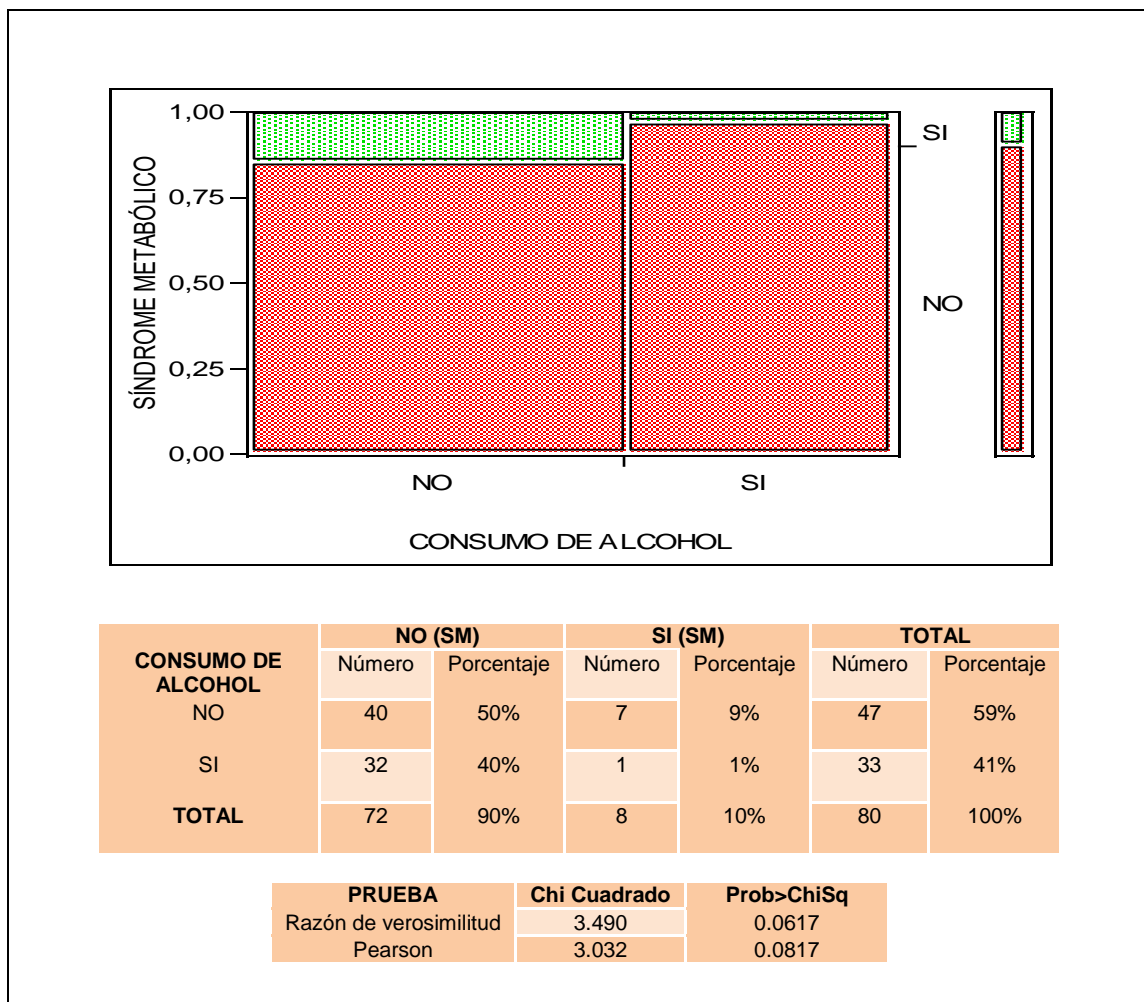 SÍNDROME METABÓLICO
1,00
0,75
0,50
0,25
0,00
SI
NO
NO SI
CONSUMO DE ALCOHOL
CONSUMO DE ALCOHOL NO (SM) SI (SM) TOTAL
Número Porcentaje Número Porcentaje Número Porcentaje
NO 40 50% 7 9% 47 59%
SI 32 40% 1 1% 33 41%
TOTAL 72 90% 8 10% 80 100%
PRUEBA Chi Cuadrado Prob>ChiSq
Razón de verosimilitud 3.490 0.0617
Pearson 3.032 0.0817